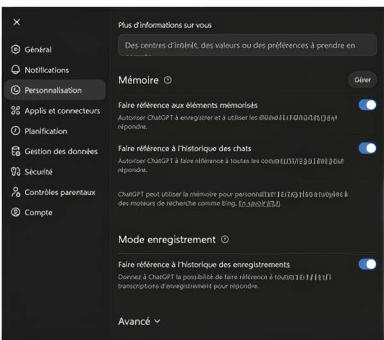 Plus d'informations sur vous
Des centres d'intérêt, des valeurs ou des préférences à prendre en
Général
Notifications
Personnalisation
Applis et connecteurs
Planification
Gestion des données
Sécurité
Contrôles parentaux
Compte
Mémoire
Gérer
Faire référence aux éléments mémorisés
Autoriser ChatGPT à enregistrer et à utiliser les
répondre.
Faire référence à l'historique des chats
Autoriser ChatGPT à faire référence à toutes les
répondre.
ChatGPT peut utiliser la mémoire pour
des moteurs de recherche comme Bing. En savoir
Mode enregistrement
Faire référence à l'historique des enregistrements
Donnez à ChatGPT la possibilité de faire référence à
transcriptions d'enregistrement pour répondre.
Avancé